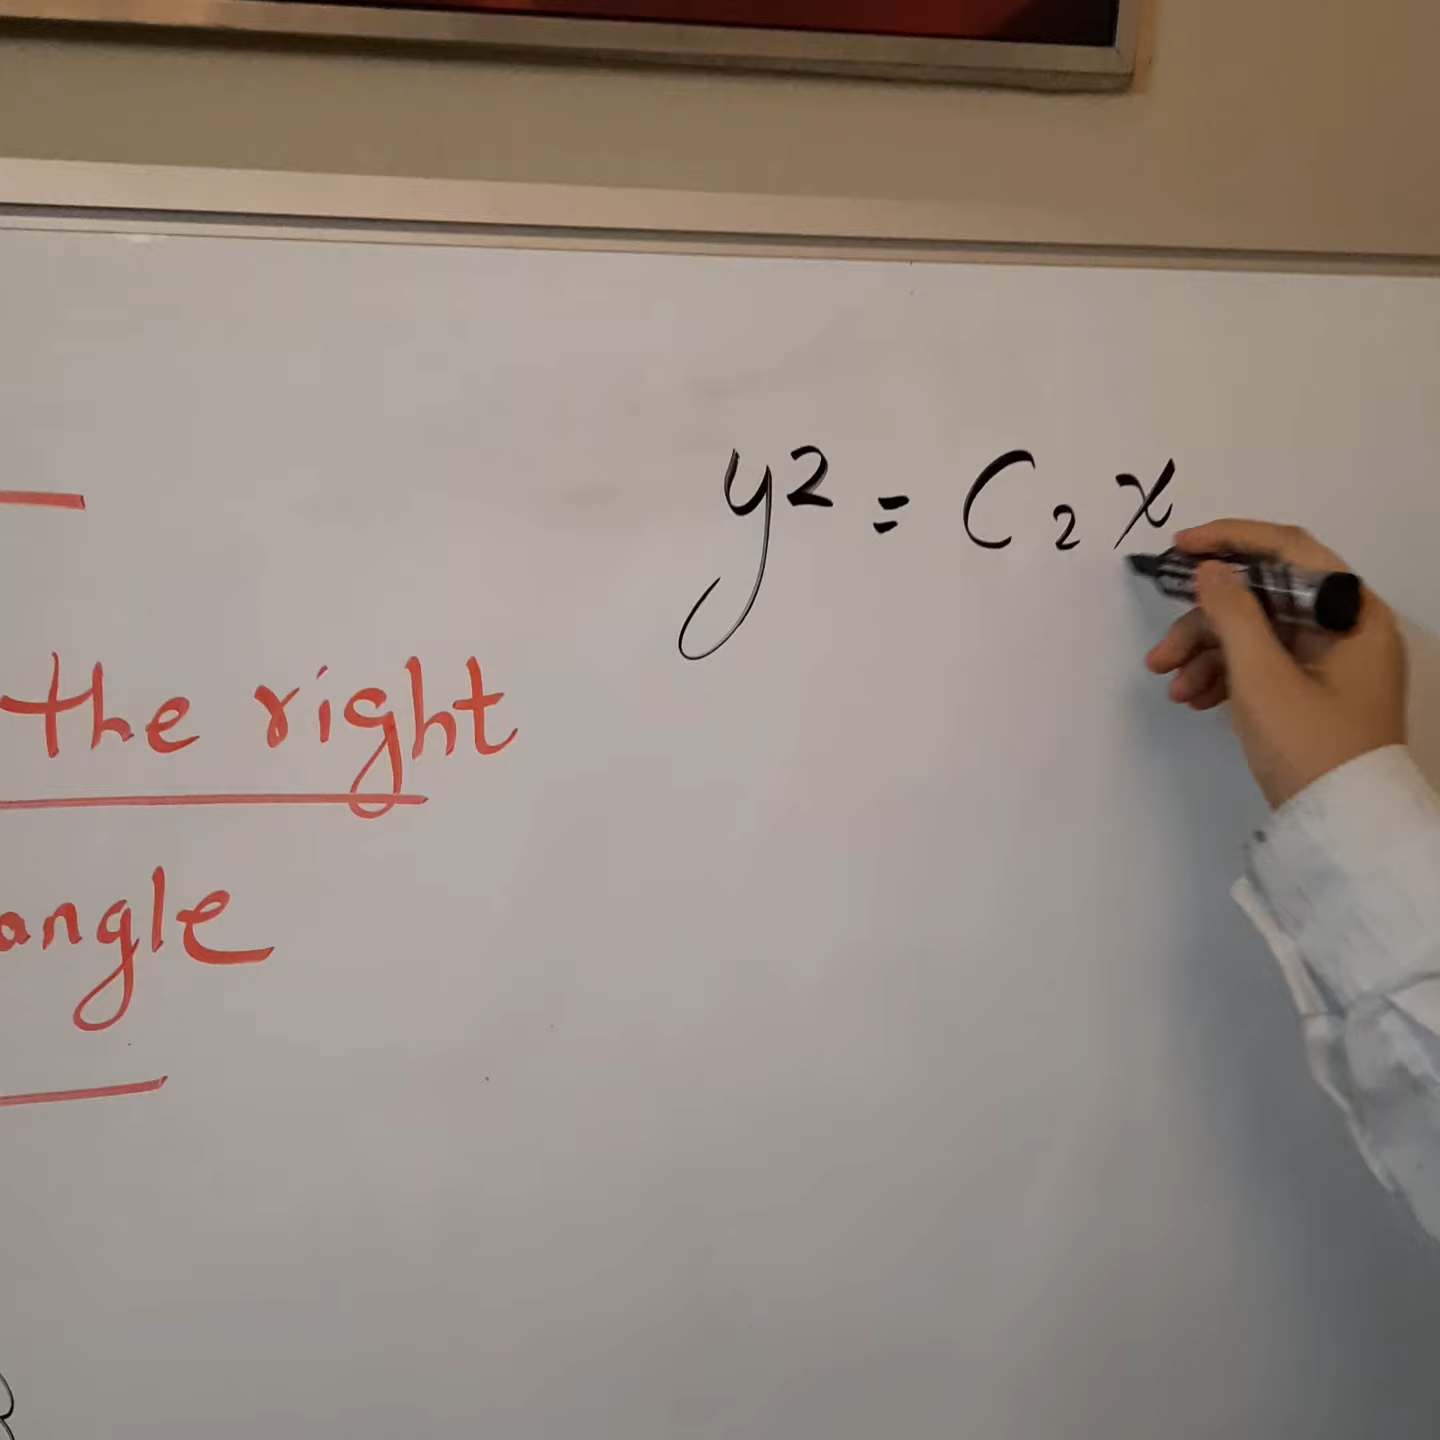 y² = C₂x
the right
angle